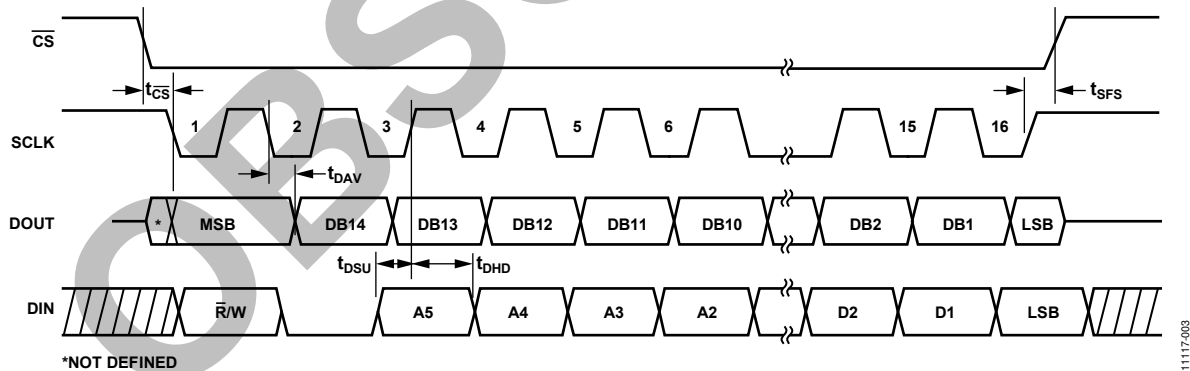 CS
tCS
tSFS
SCLK
1 2 3 4 5 6 15 16
tDAV
DOUT
* MSB DB14 DB13 DB12 DB11 DB10 DB2 DB1 LSB
tDSU tDHD
DIN
R/W A5 A4 A3 A2 D2 D1 LSB
*NOT DEFINED
11117-003
OBSO